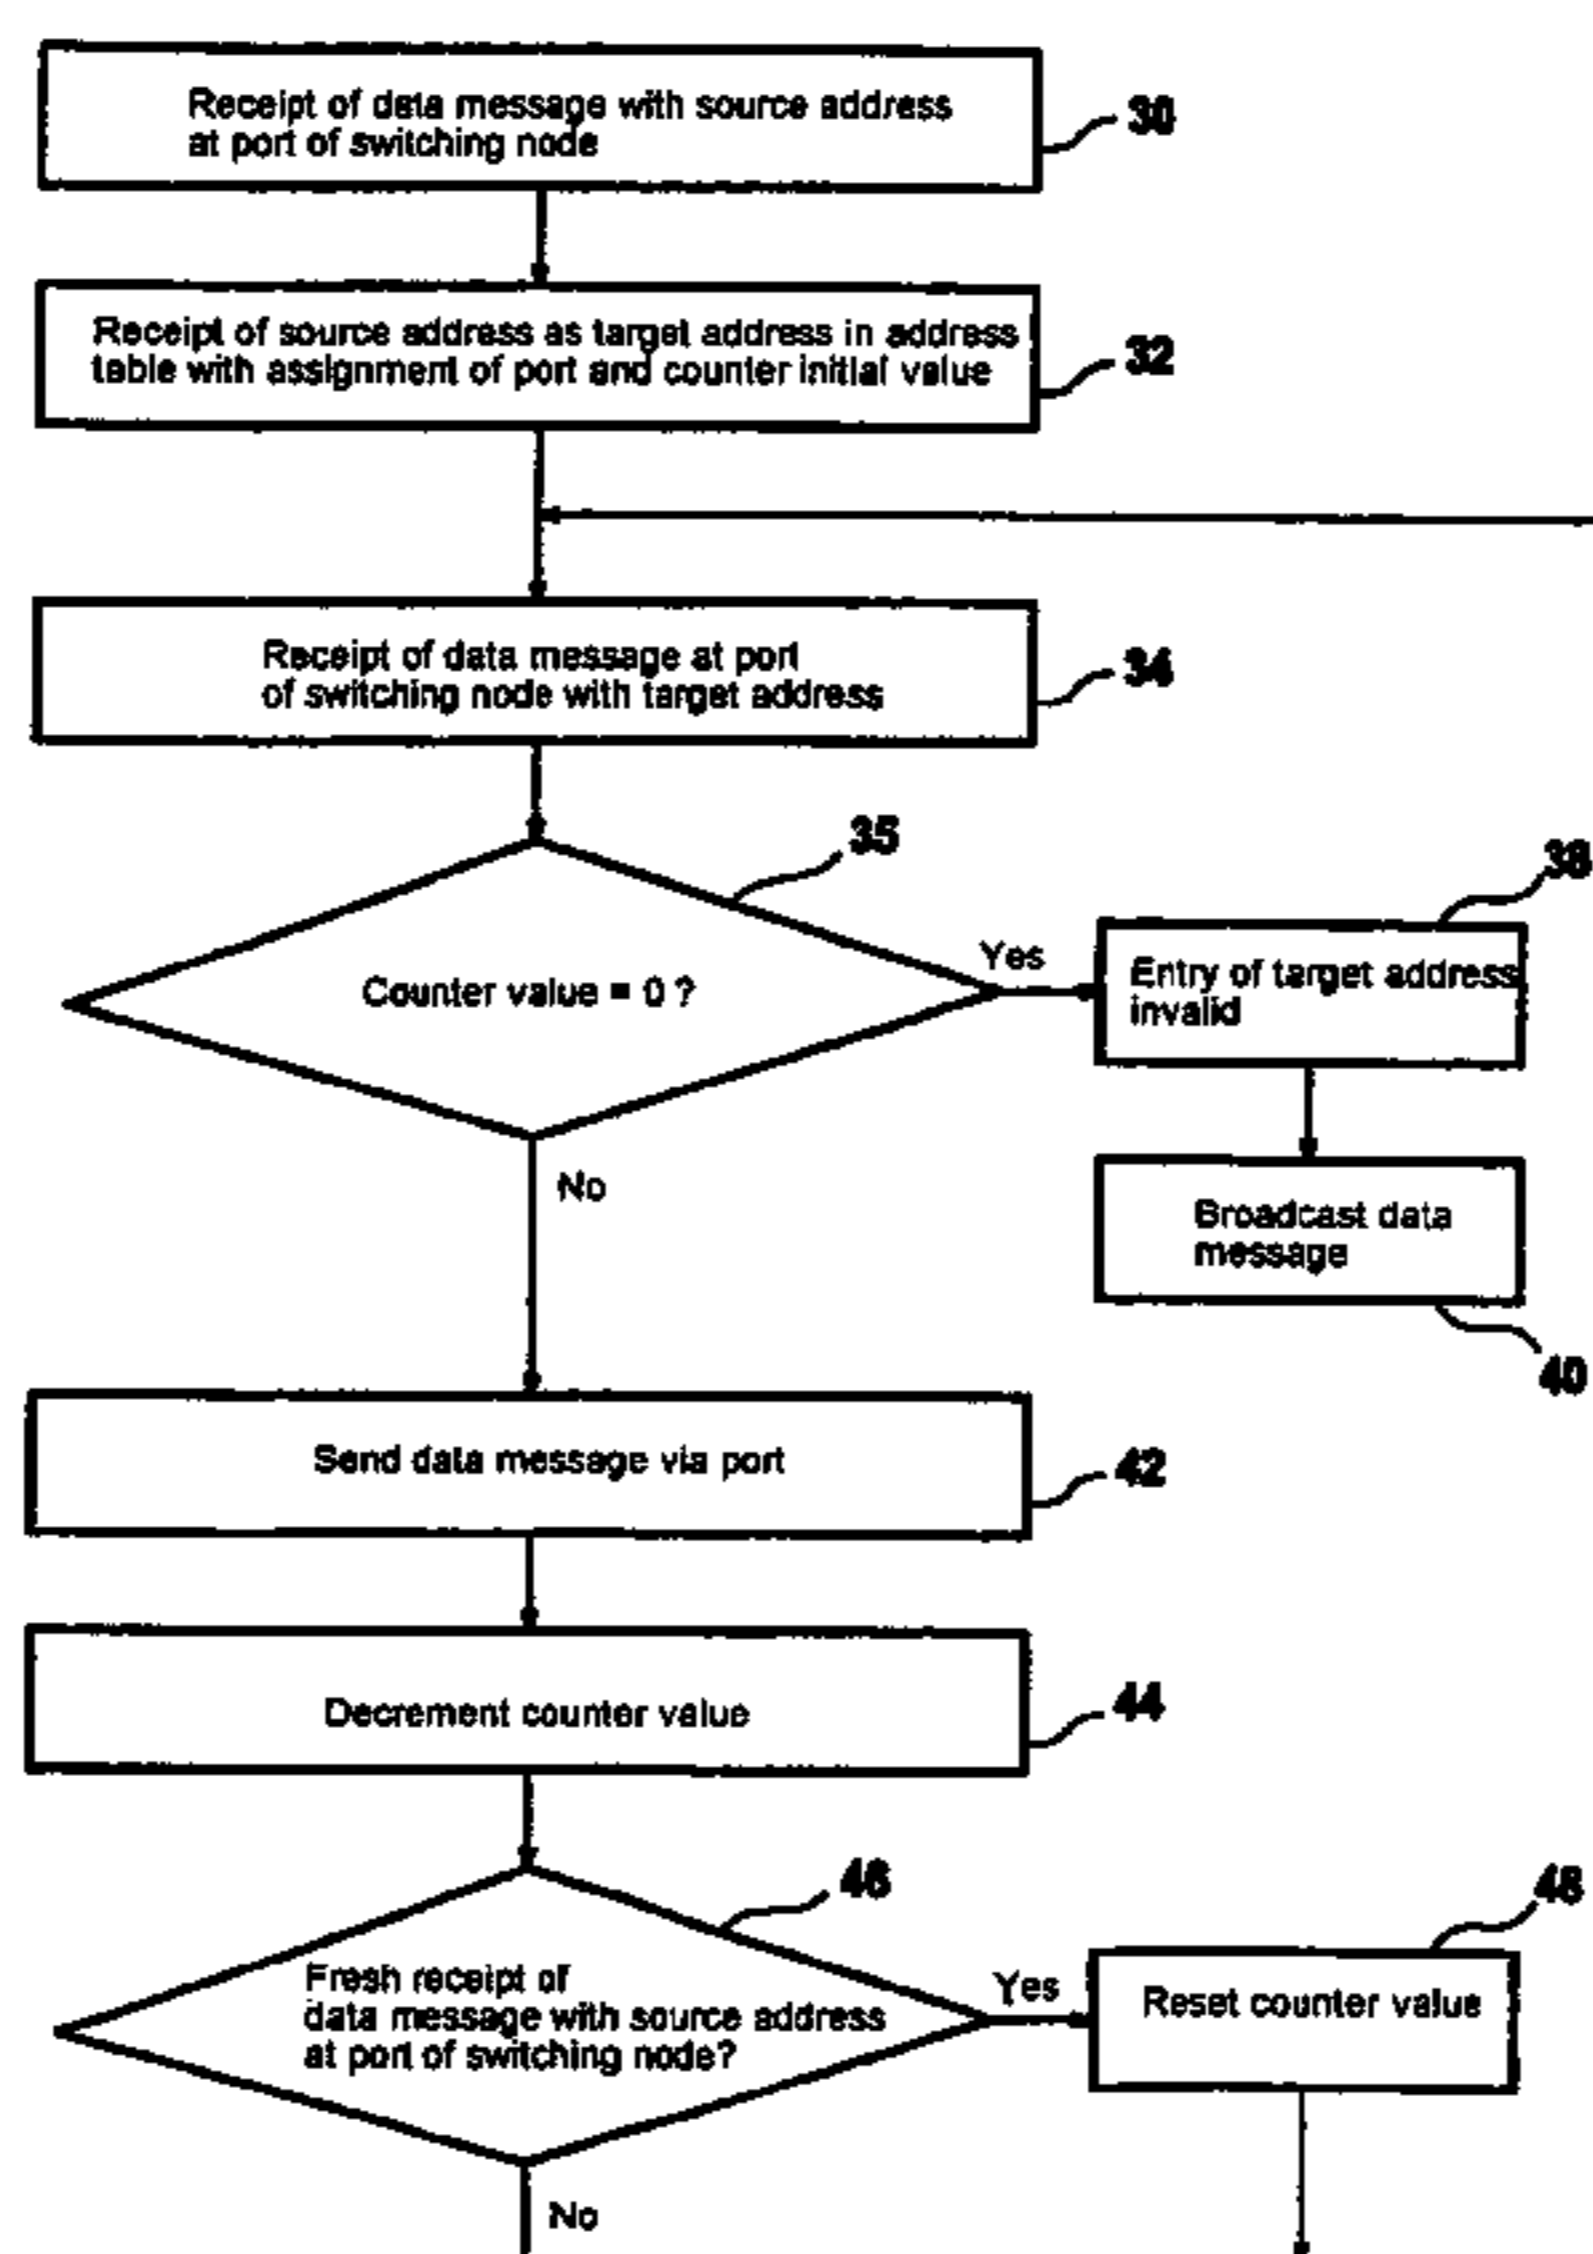 Receipt of data message with source address
at port of switching node
30
Receipt of source address as target address in address
table with assignment of port and counter initial value
32
Receipt of data message at port
of switching node with target address
34
35
Counter value = 0 ?
Yes
38
Entry of target address
invalid
No
Broadcast data
message
40
Send data message via port
42
Decrement counter value
44
46
Fresh receipt of
data message with source address
at port of switching node?
Yes
48
Reset counter value
No